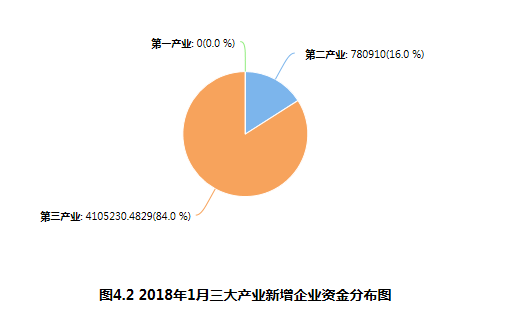 第一产业: 0(0.0 %)
第二产业: 780910(16.0 %)
第三产业: 4105230.4829(84.0 %)
图4.2 2018年1月三大产业新增企业资金分布图